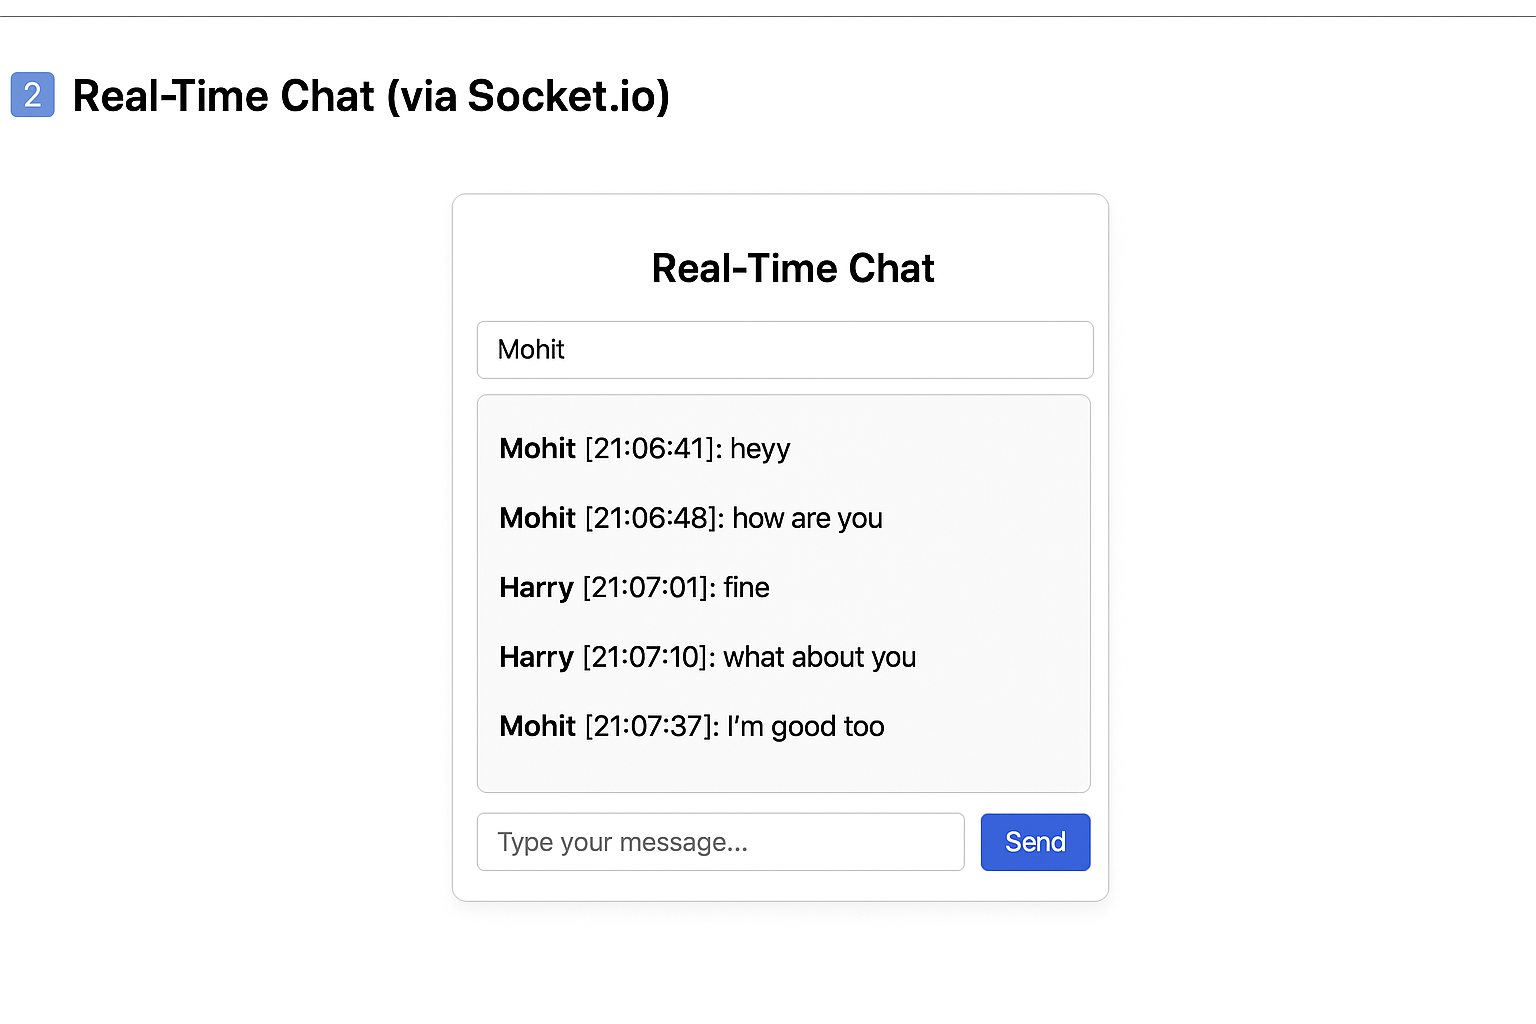 2 Real-Time Chat (via Socket.io)
Real-Time Chat
Mohit
Mohit [21:06:41]: heyy
Mohit [21:06:48]: how are you
Harry [21:07:01]: fine
Harry [21:07:10]: what about you
Mohit [21:07:37]: I’m good too
Type your message... Send